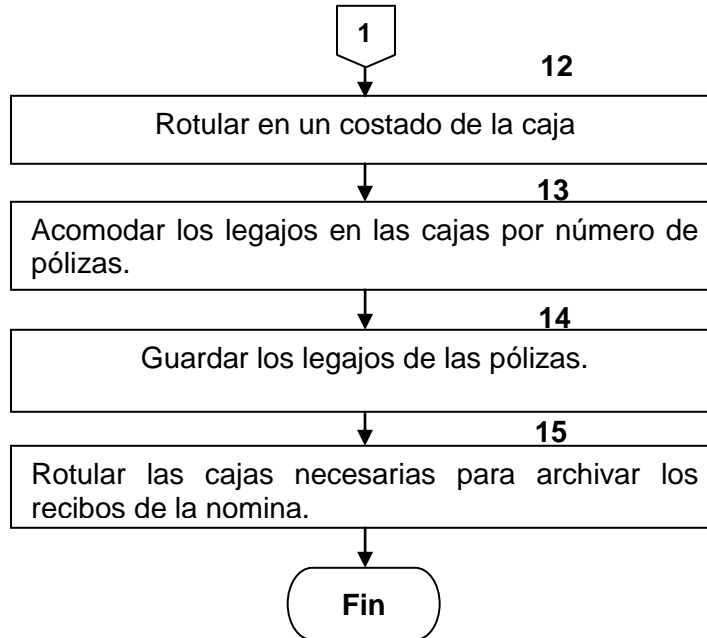 1
12
Rotular en un costado de la caja
13
Acomodar los legajos en las cajas por número de
pólizas.
14
Guardar los legajos de las pólizas.
15
Rotular las cajas necesarias para archivar los
recibos de la nomina.
Fin